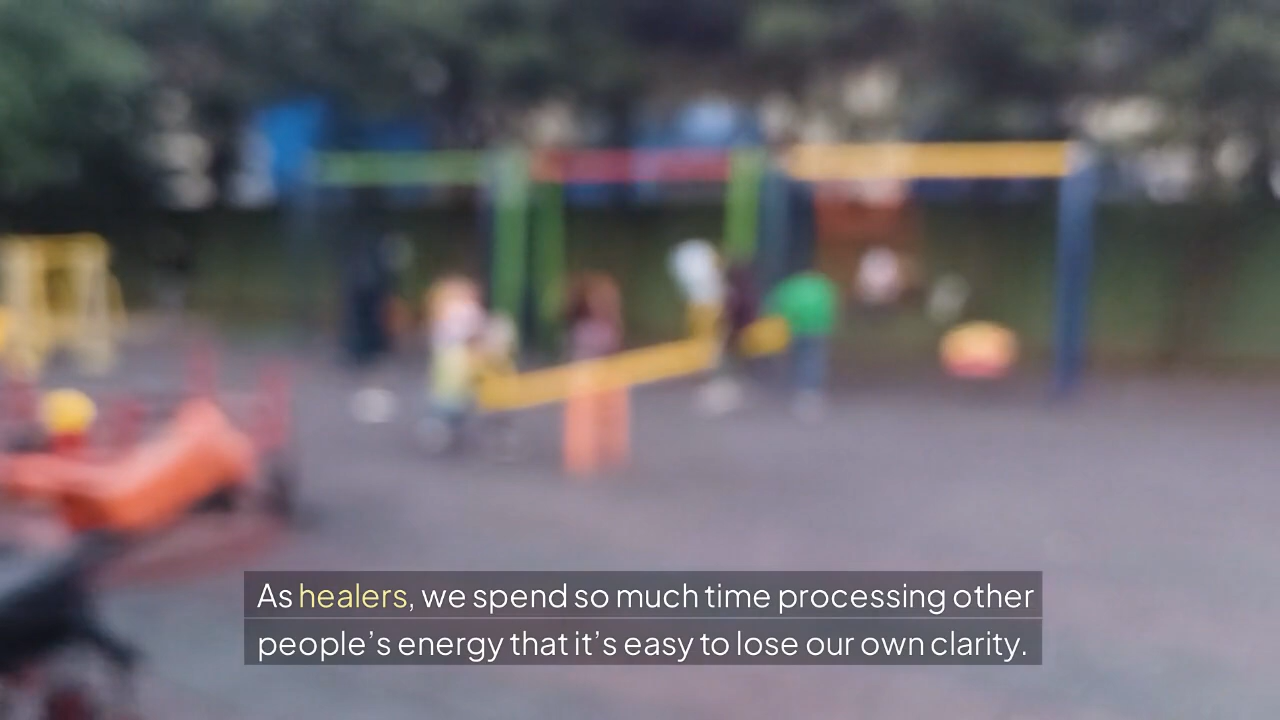 As healers, we spend so much time processing other
people’s energy that it’s easy to lose our own clarity.